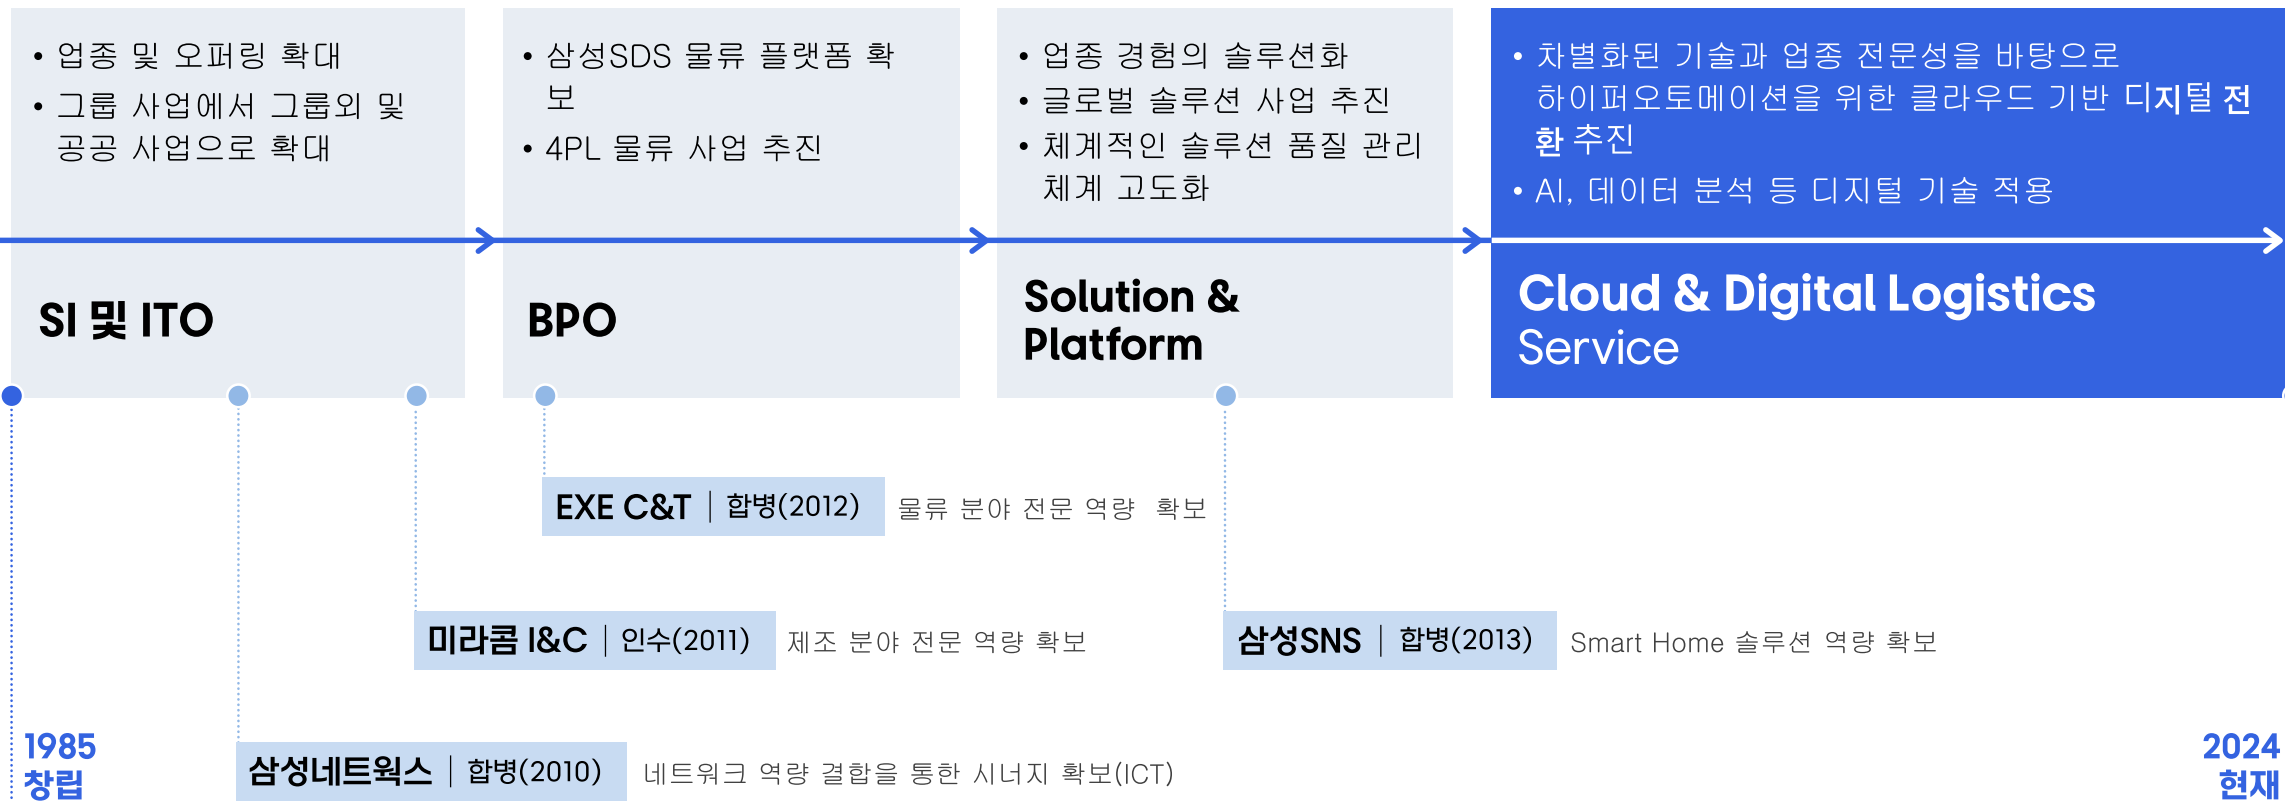 • 업종 및 오퍼링 확대
• 그룹 사업에서 그룹외 및
공공 사업으로 확대
SI 및 ITO
• 삼성SDS 물류 플랫폼 확
보
• 4PL 물류 사업 추진
BPO
• 업종 경험의 솔루션화
• 글로벌 솔루션 사업 추진
• 체계적인 솔루션 품질 관리
체계 고도화
Solution &
Platform
• 차별화된 기술과 업종 전문성을 바탕으로
하이퍼오토메이션을 위한 클라우드 기반 디지털 전
환 추진
• AI, 데이터 분석 등 디지털 기술 적용
Cloud & Digital Logistics
Service
EXE C&T | 합병(2012) 물류 분야 전문 역량 확보
미라콤 I&C | 인수(2011) 제조 분야 전문 역량 확보
삼성SNS | 합병(2013) Smart Home 솔루션 역량 확보
1985
창립
삼성네트웍스 | 합병(2010) 네트워크 역량 결합을 통한 시너지 확보(ICT)
2024
현재